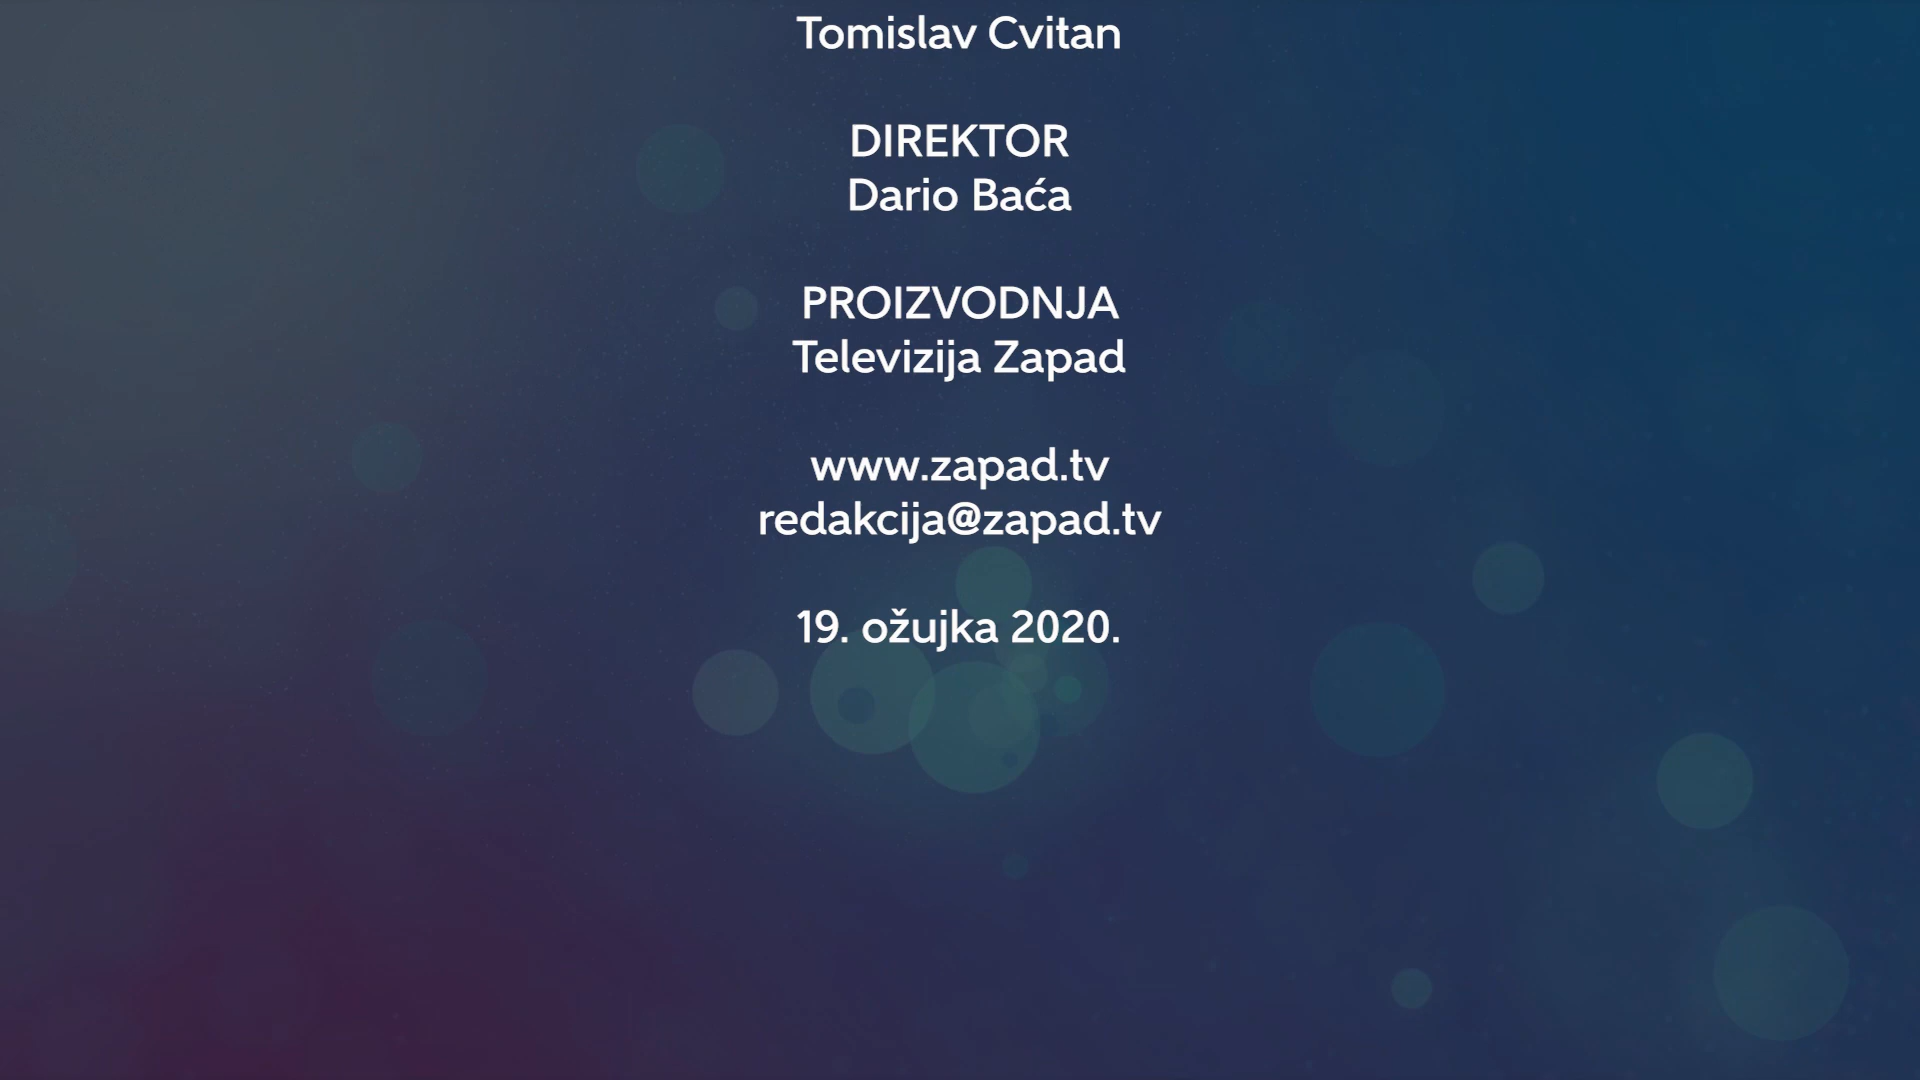 Tomislav Cvitan
DIREKTOR
Dario Baća
PROIZVODNJA
Televizija Zapad
www.zapad.tv
redakcija@zapad.tv
19. ožujka 2020.